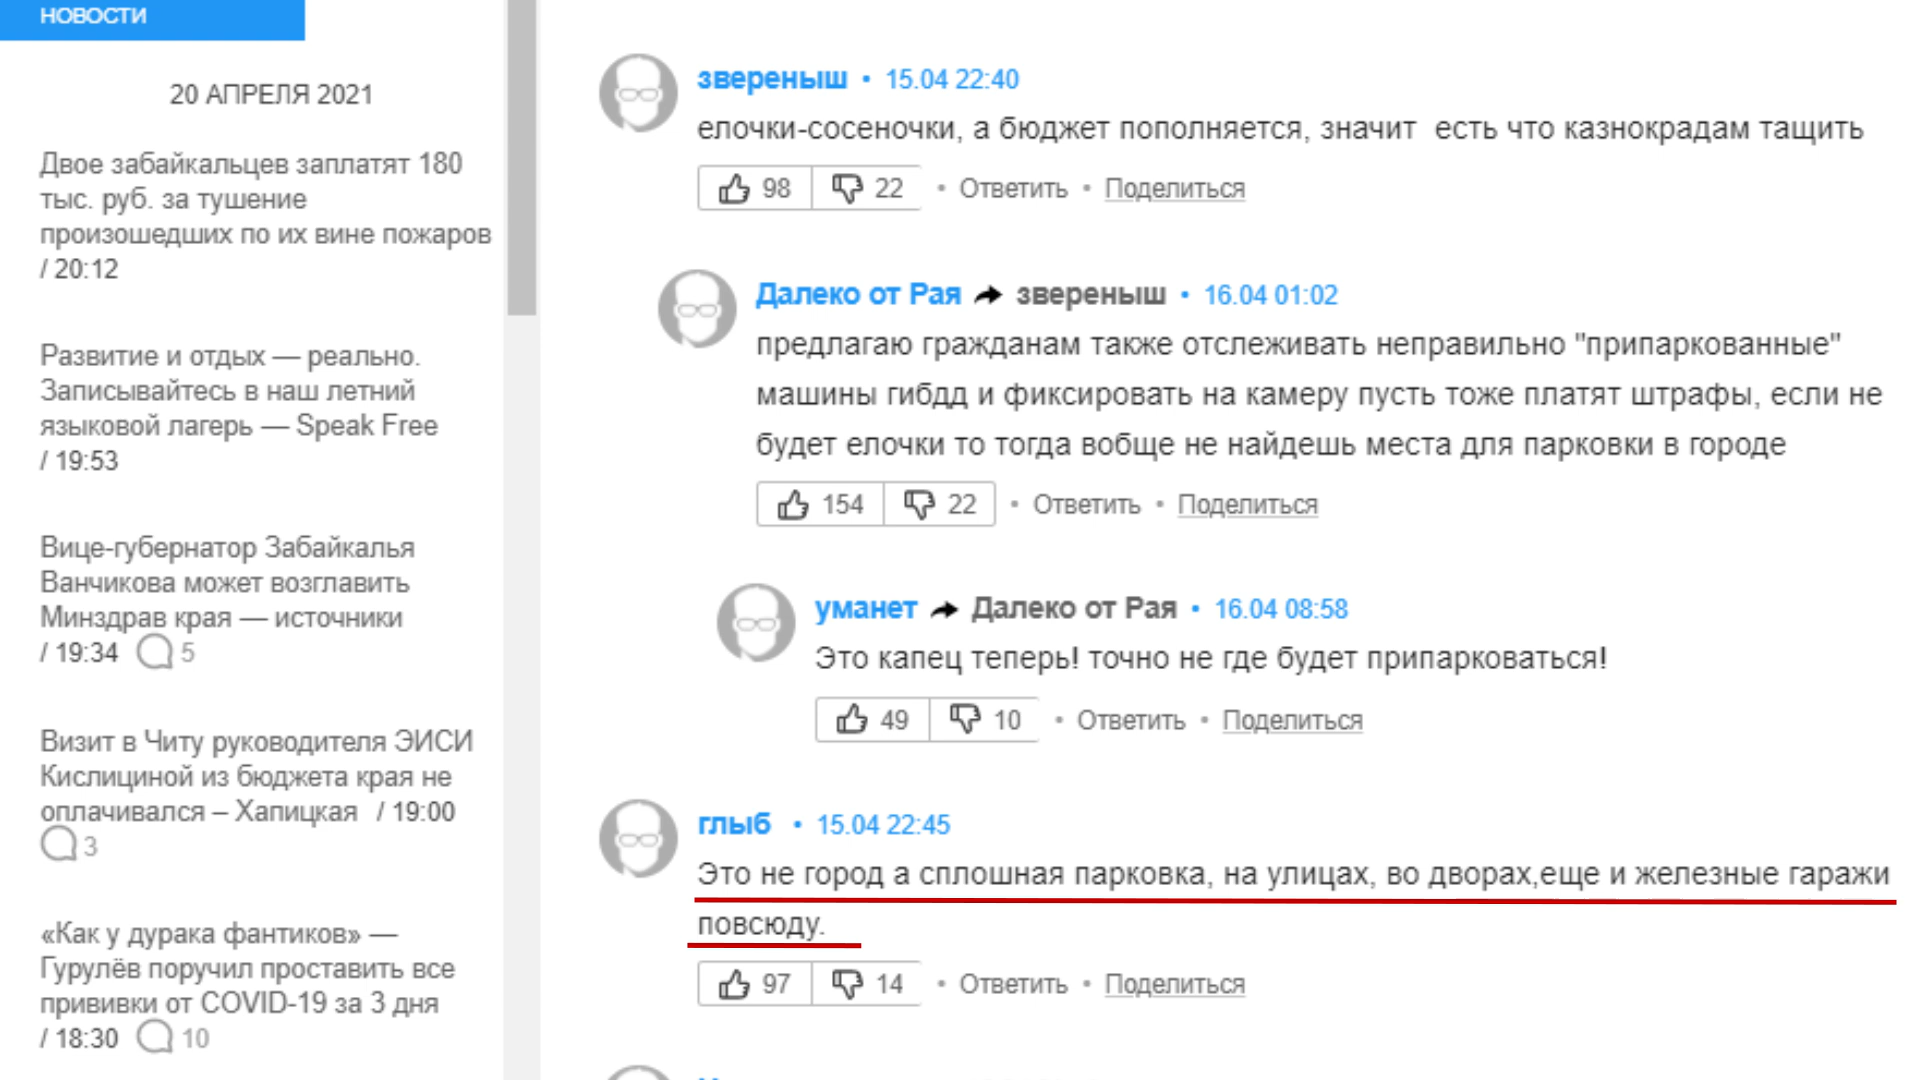 НОВОСТИ
20 АПРЕЛЯ 2021
Двое забайкальцев заплатят 180
тыс. руб. за тушение
произошедших по их вине пожаров
/ 20:12
Развитие и отдых — реально.
Записывайтесь в наш летний
языковой лагерь — Speak Free
/ 19:53
Вице-губернатор Забайкалья
Ванчикова может возглавить
Минздрав края — источники
/ 19:34 5
Визит в Читу руководителя ЭИСИ
Кислициной из бюджета края не
оплачивался – Хапицкая / 19:00
3
«Как у дурака фантиков» —
Гурулёв поручил проставить все
прививки от COVID-19 за 3 дня
/ 18:30 10
звереныш • 15.04 22:40
елочки-сосеночки, а бюджет пополняется, значит есть что казнокрадам тащить
98 22 • Ответить • Поделиться
Далеко от Рая звереныш • 16.04 01:02
предлагаю гражданам также отслеживать неправильно "припаркованные"
машины гибдд и фиксировать на камеру пусть тоже платят штрафы, если не
будет елочки то тогда вобще не найдешь места для парковки в городе
154 22 • Ответить • Поделиться
уманет Далеко от Рая • 16.04 08:58
Это капец теперь! точно не где будет припарковаться!
49 10 • Ответить • Поделиться
глыб • 15.04 22:45
Это не город а сплошная парковка, на улицах, во дворах,еще и железные гаражи
повсюду.
97 14 • Ответить • Поделиться